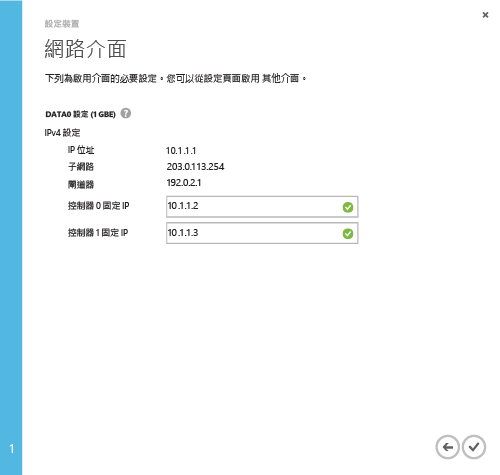 設定裝置
網路介面
下列為啟用介面的必要設定。您可以從設定頁面啟用 其他介面。
DATA0 設定 (1 GBE) ?
IPv4 設定
IP 位址 10.1.1.1
子網路 203.0.113.254
閘道器 192.0.2.1
控制器 0 固定 IP 10.1.1.2
控制器 1 固定 IP 10.1.1.3
1